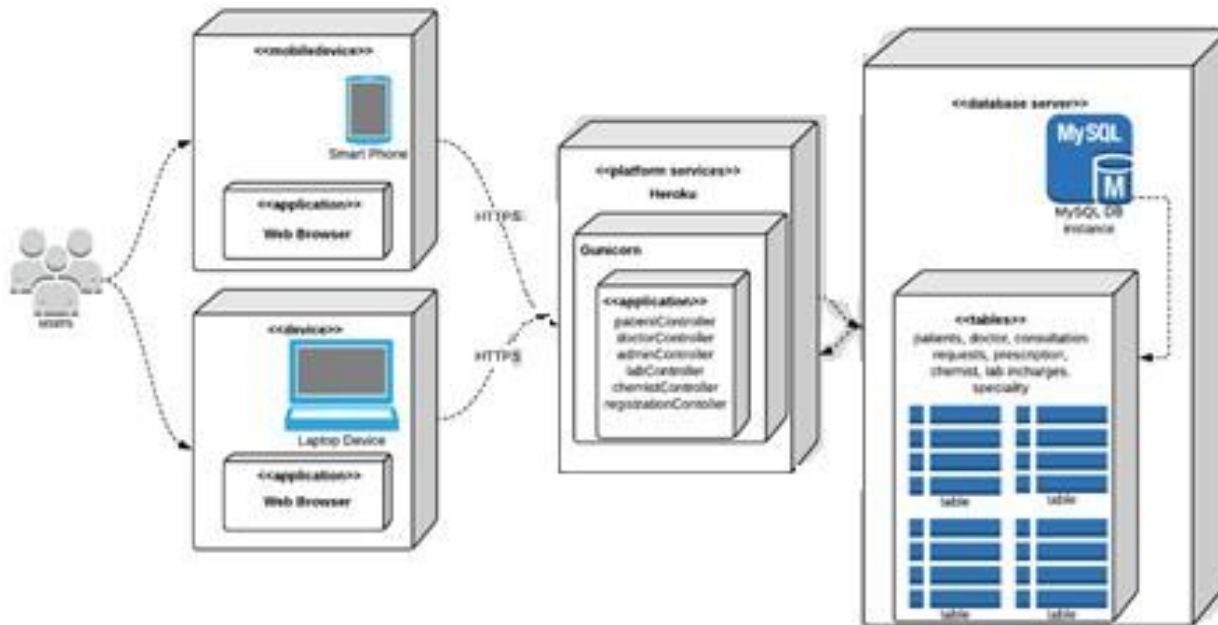 users
<<mobiledevice>>
Smart Phone
<<application>>
Web Browser
<<device>>
Laptop Device
<<application>>
Web Browser
HTTPS
HTTPS
<<platform services>>
Heroku
Gunicorn
<<application>>
patientController
doctorController
adminController
labController
chemistController
registrationContoller
<<database server>>
MySQL
M
MySQL DB
Instance
<<tables>>
patients, doctor, consultation
requests, prescription,
chemist, lab incharges,
speciality
table
table
table
table